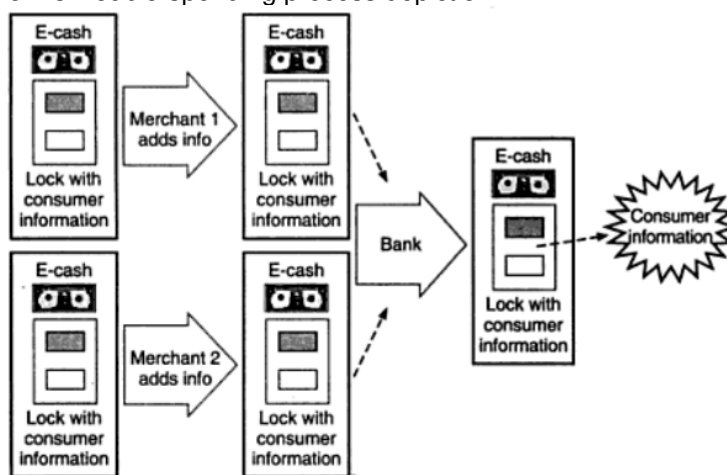 E-cash
Lock with
consumer
information
Merchant 1
adds info
E-cash
Lock with
consumer
information
E-cash
Lock with
consumer
information
Merchant 2
adds info
E-cash
Lock with
consumer
information
Bank
E-cash
Lock with
consumer
information
Consumer
information